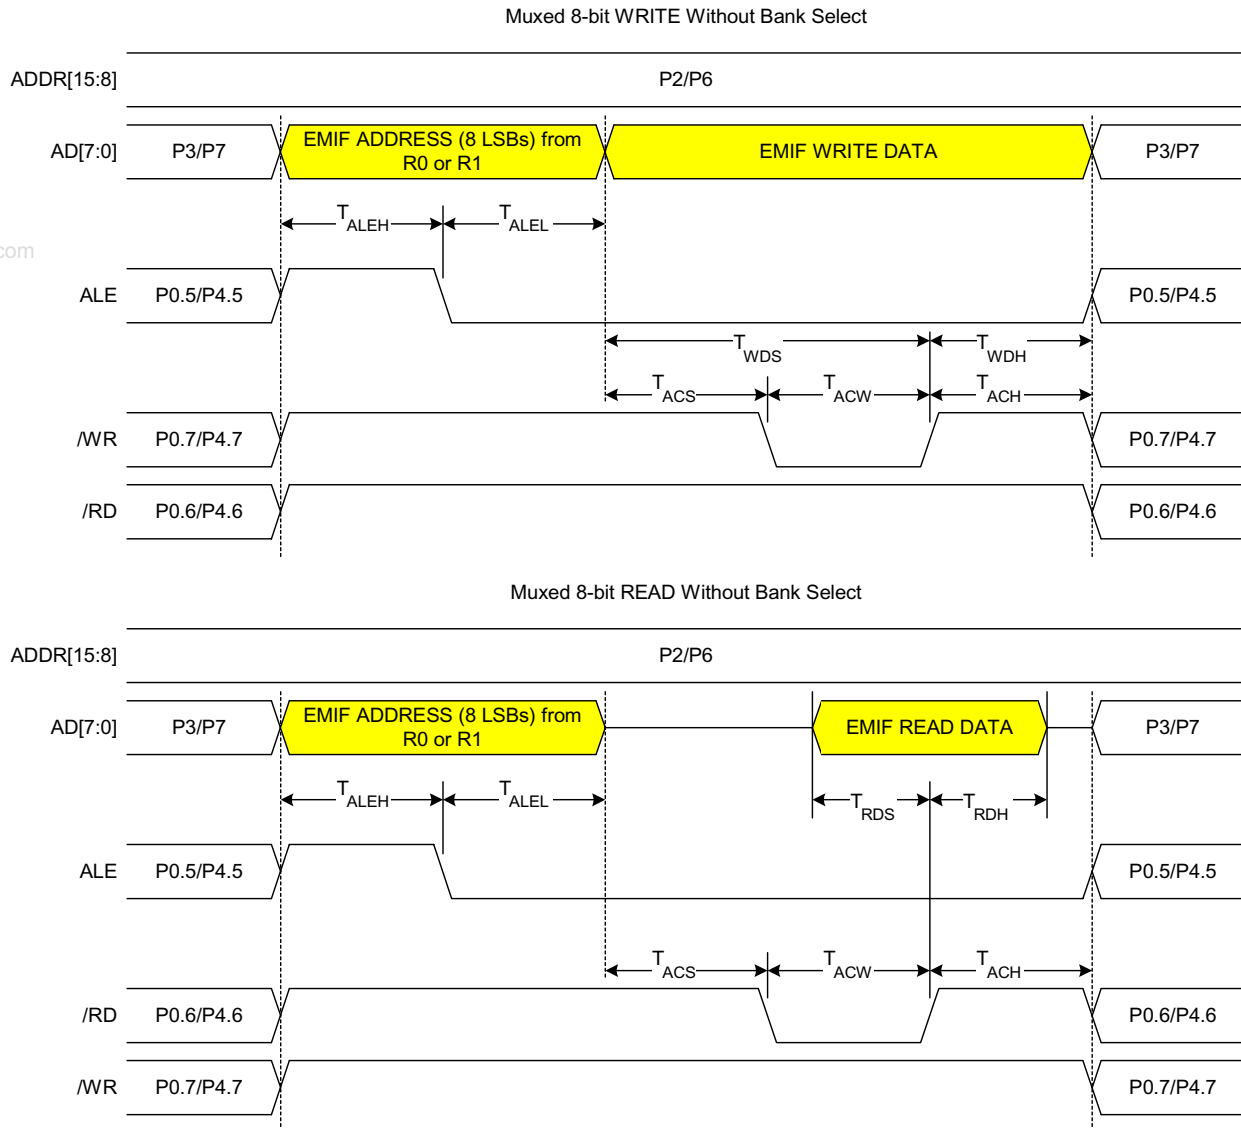 Muxed 8-bit WRITE Without Bank Select
ADDR[15:8] P2/P6
AD[7:0] P3/P7 EMIF ADDRESS (8 LSBs) from R0 or R1 EMIF WRITE DATA P3/P7
TALEH TALEL
com
ALE P0.5/P4.5 P0.5/P4.5
TWDS TWDH
TACS TACW TACH
/WR P0.7/P4.7 P0.7/P4.7
/RD P0.6/P4.6 P0.6/P4.6
Muxed 8-bit READ Without Bank Select
ADDR[15:8] P2/P6
AD[7:0] P3/P7 EMIF ADDRESS (8 LSBs) from R0 or R1 EMIF READ DATA P3/P7
TALEH TALEL TRDS TRDH
ALE P0.5/P4.5 P0.5/P4.5
TACS TACW TACH
/RD P0.6/P4.6 P0.6/P4.6
/WR P0.7/P4.7 P0.7/P4.7